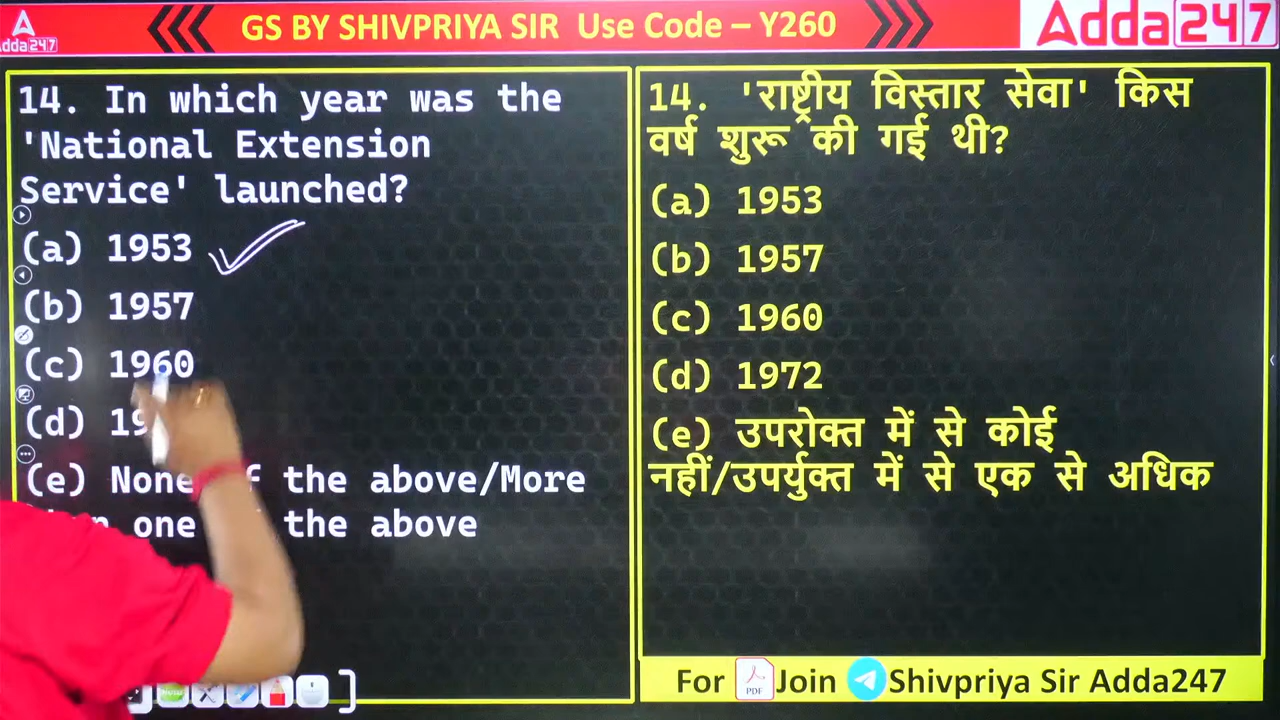 GS BY SHIVPRIYA SIR Use Code – Y260
Adda247
Adda247
14. In which year was the
'National Extension
Service' launched?
(a) 1953
(b) 1957
(c) 1960
(d)
(e) None of the above/More
one the above
14. 'राष्ट्रीय विस्तार सेवा' किस
वर्ष शुरू की गई थी?
(a) 1953
(b) 1957
(c) 1960
(d) 1972
(e) उपरोक्त में से कोई
नहीं/उपर्युक्त में से एक से अधिक
For PDF Join Shivpriya Sir Adda247